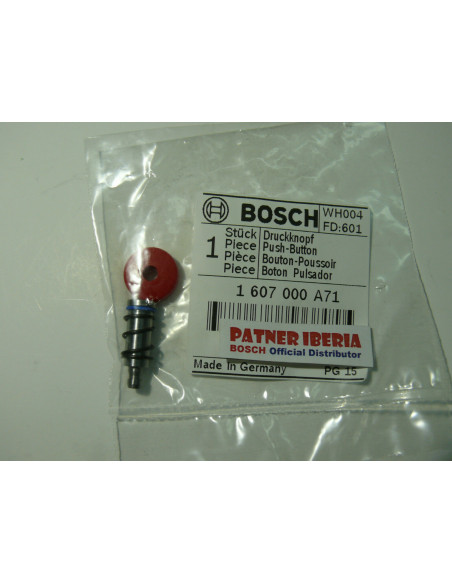 BOSCH
WH004
FD:601
1
Stück Druckknopf
Piece Push-Button
Pièce Bouton-Poussoir
Piece Boton Pulsador
1 607 000 A71
PATNER IBERIA
BOSCH Official Distributor
Made In Germany PG 15